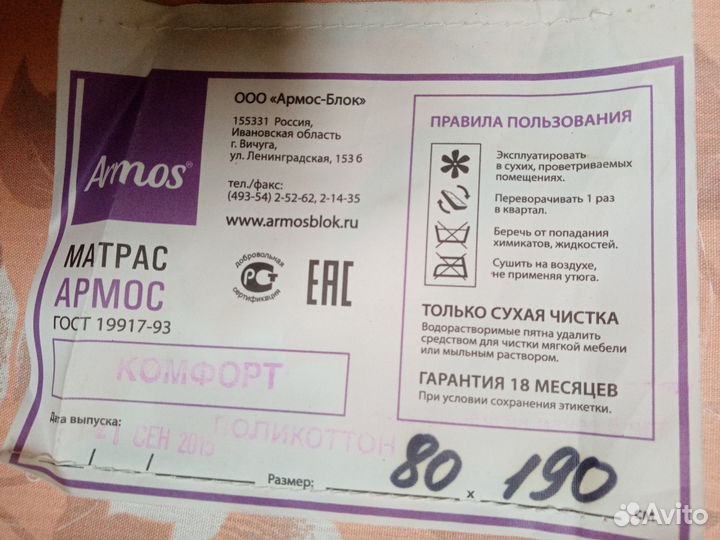 Armos®
ООО «Армос-Блок»
155331 Россия,
Ивановская область
г. Вичуга,
ул. Ленинградская, 153 б
тел./факс:
(493-54) 2-52-62, 2-14-35
www.armosblok.ru
МАТРАС
АРМОС
ГОСТ 19917-93
добровольная
РСТ
сертификация
ЕАС
КОМФОРТ
Дата выпуска:
21 СЕН 2015
ПОЛИКОТТОН
Размер: 80 х 190
ПРАВИЛА ПОЛЬЗОВАНИЯ
Эксплуатировать
в сухих, проветриваемых
помещениях.
Переворачивать 1 раз
в квартал.
Беречь от попадания
химикатов, жидкостей.
Сушить на воздухе,
не применяя утюга.
ТОЛЬКО СУХАЯ ЧИСТКА
Водорастворимые пятна удалить
средством для чистки мягкой мебели
или мыльным раствором.
ГАРАНТИЯ 18 МЕСЯЦЕВ
При условии сохранения этикетки.
Avito